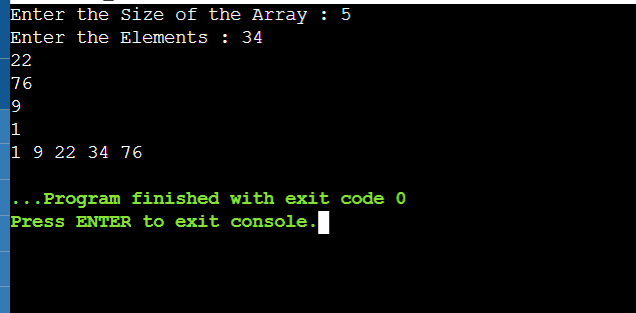 Enter the Size of the Array : 5
Enter the Elements : 34
22
76
9
1
1 9 22 34 76
...Program finished with exit code 0
Press ENTER to exit console.